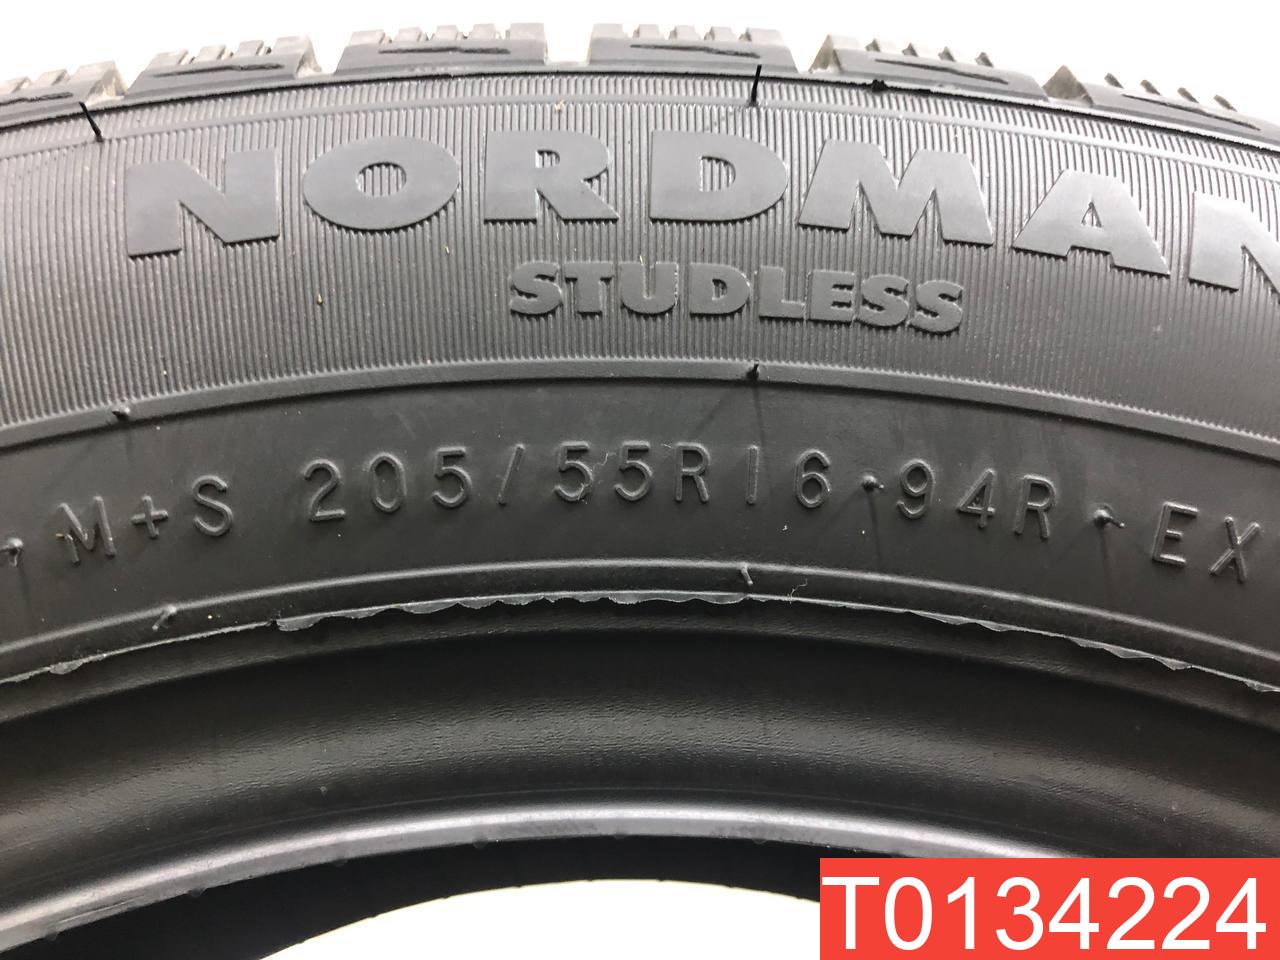 NORDMAN
STUDLESS
M+S 205/55R16 · 94R · EX
T0134224